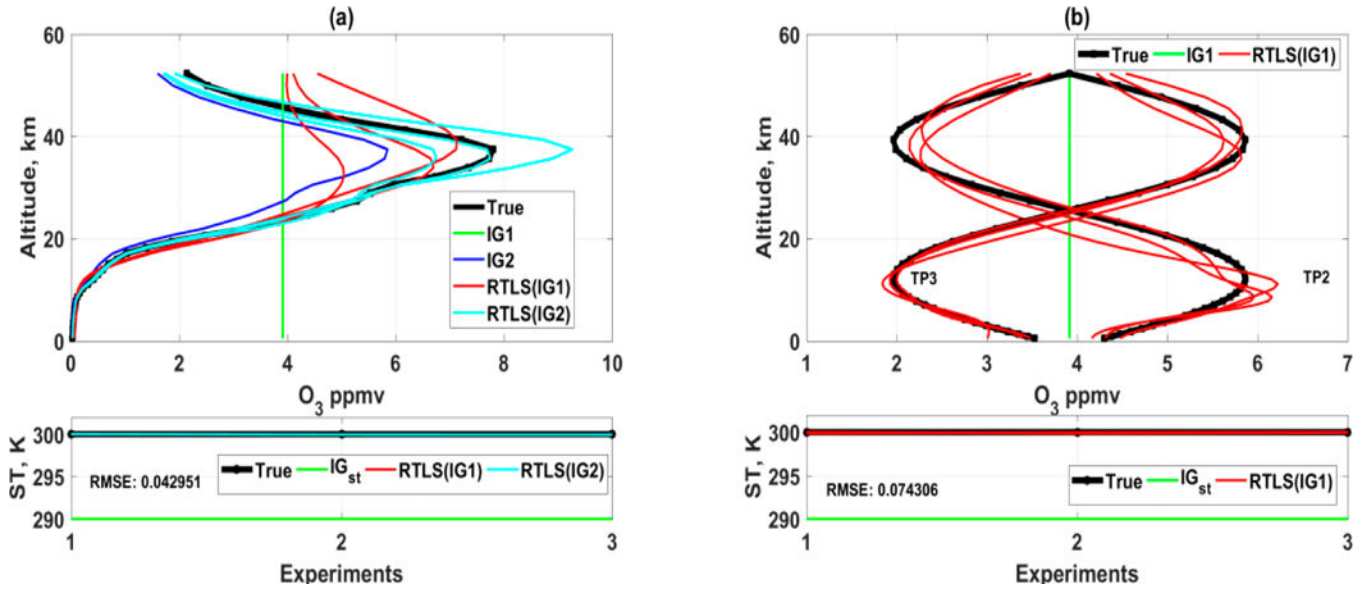 (a)
60
40
20
0
Altitude, km
True
IG1
IG2
RTLS(IG1)
RTLS(IG2)
0 2 4 6 8 10
O3 ppmv
300
295
290
ST, K
True IGst RTLS(IG1) RTLS(IG2)
RMSE: 0.042951
1 2 3
Experiments
(b)
60
40
20
0
Altitude, km
True IG1 RTLS(IG1)
TP3 TP2
1 2 3 4 5 6 7
O3 ppmv
300
295
290
ST, K
True IGst RTLS(IG1)
RMSE: 0.074306
1 2 3
Experiments